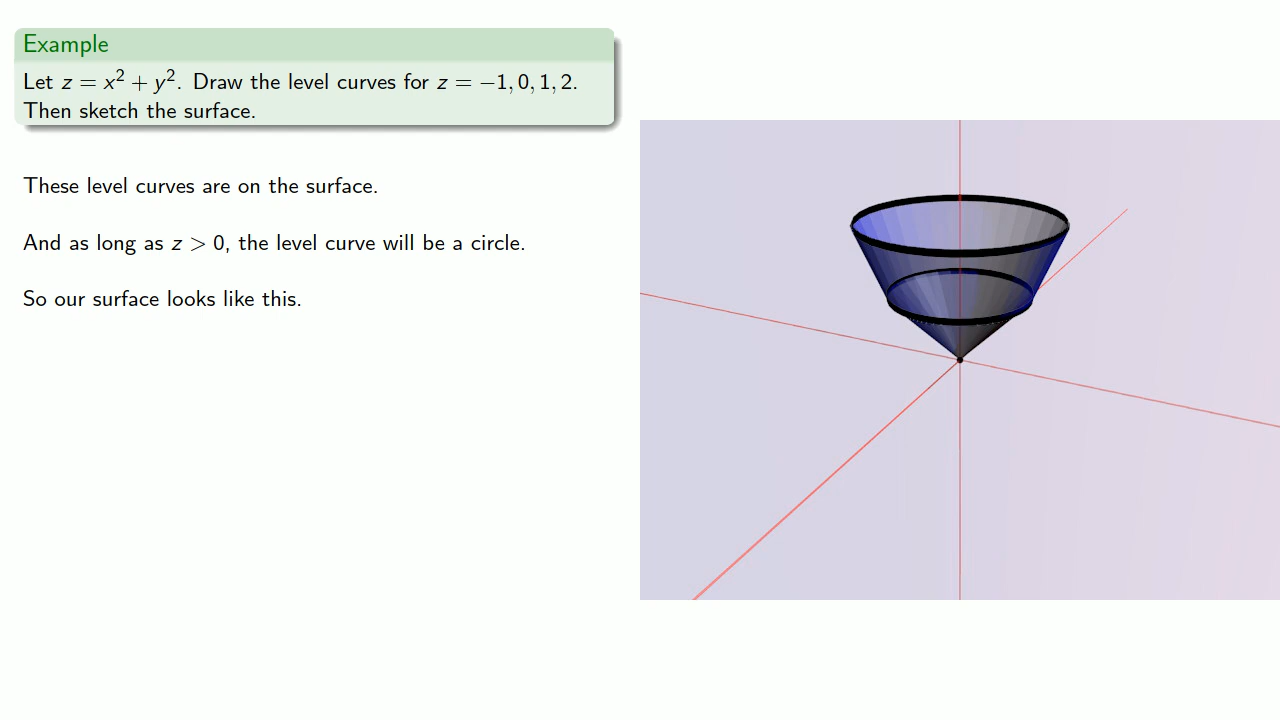 Example
Let z = x² + y². Draw the level curves for z = −1, 0, 1, 2.
Then sketch the surface.
These level curves are on the surface.
And as long as z > 0, the level curve will be a circle.
So our surface looks like this.